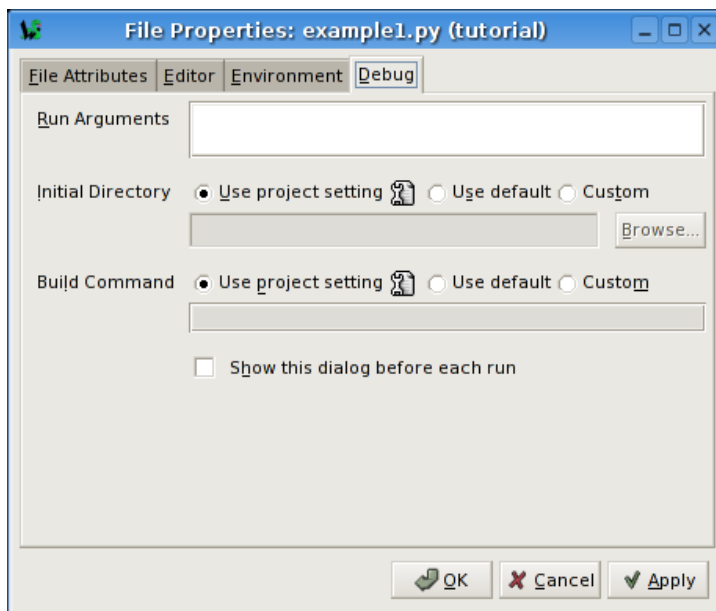 File Properties: example1.py (tutorial)
File Attributes Editor Environment Debug
Run Arguments
Initial Directory Use project setting Use default Custom
Browse...
Build Command Use project setting Use default Custom
Show this dialog before each run
OK Cancel Apply